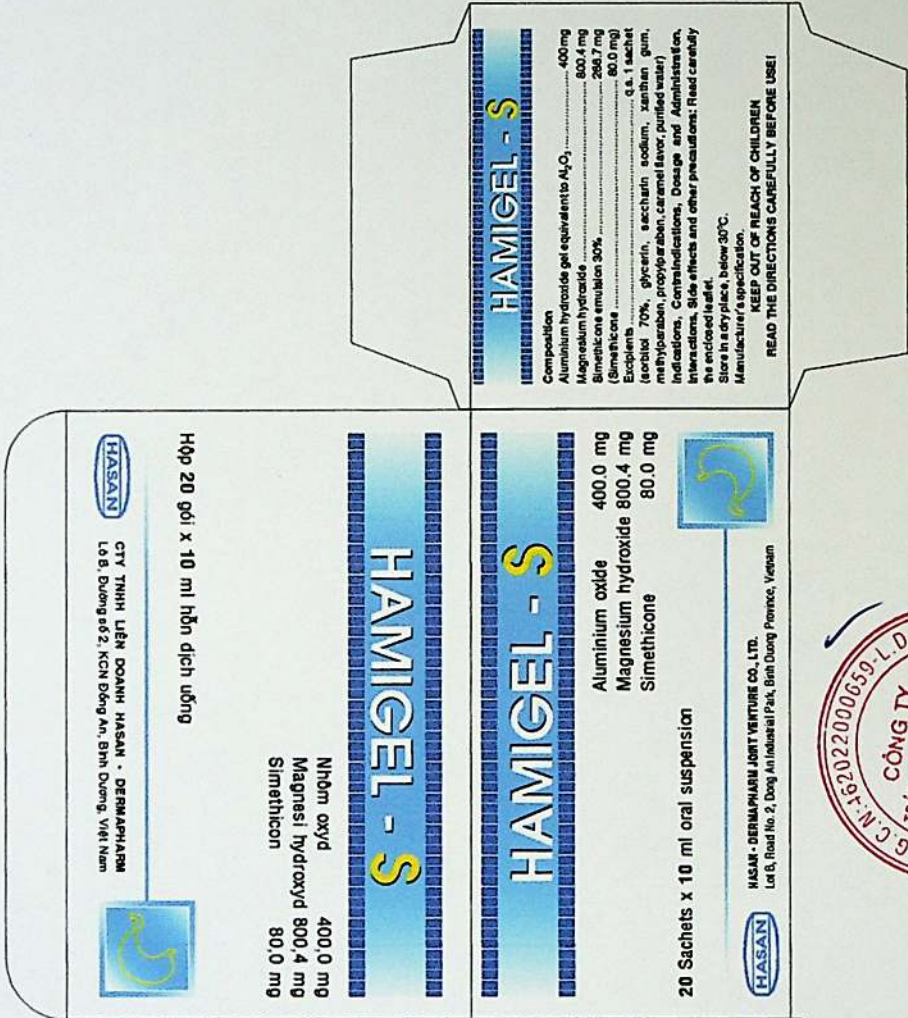 HASAN
CTY TNHH LIÊN DOANH HASAN - DERMAPHARM
Lô B, Đường số 2, KCN Đồng An, Bình Dương, Việt Nam
Hộp 20 gói x 10 ml hỗn dịch uống
Nhôm oxyd 400,0 mg
Magnesi hydroxyd 800,4 mg
Simethicon 80,0 mg
HAMIGEL - S
HAMIGEL - S
Aluminium oxide 400.0 mg
Magnesium hydroxide 800.4 mg
Simethicone 80.0 mg
20 Sachets x 10 ml oral suspension
HASAN
HASAN - DERMAPHARM JOINT VENTURE CO., LTD.
Lot B, Road No. 2, Dong An Industrial Park, Binh Duong Province, Vietnam
HAMIGEL - S
Composition
Aluminium hydroxide gel equivalent to Al₂O₃ ........ 400 mg
Magnesium hydroxide ........ 800.4 mg
Simethicone emulsion 30% ........ 266.7 mg
(Simethicone ........ 80.0 mg)
Excipients ........ q.s. 1 sachet
(sorbitol 70%, glycerin, saccharin sodium, xanthan gum,
methylparaben, propylparaben, caramel flavor, purified water)
Indications, Contraindications, Dosage and Administration,
Interactions, Side effects and other precautions: Read carefully
the enclosed leaflet.
Store in a dry place, below 30°C.
Manufacturer's specification.
KEEP OUT OF REACH OF CHILDREN
READ THE DIRECTIONS CAREFULLY BEFORE USE!
G.C.N:462022000659-L.D
CÔNG TY